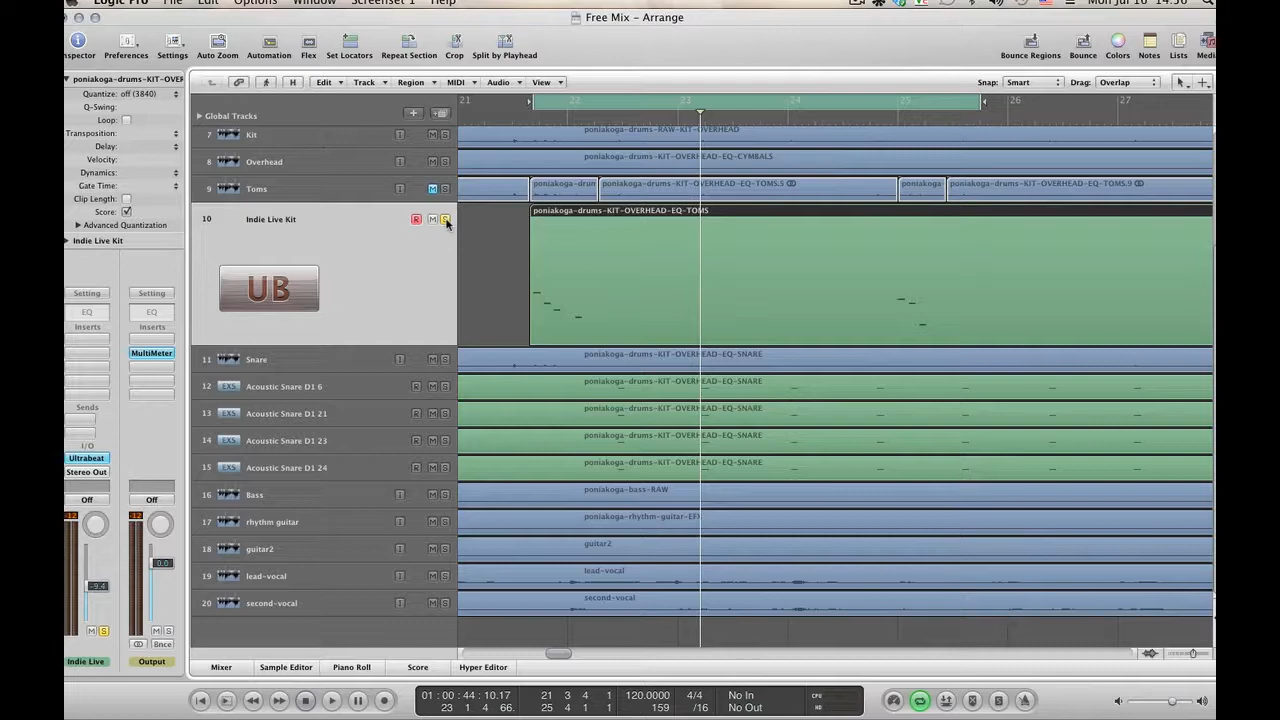 Logic Pro File Edit Options Window Screenset 1 Help Mon Jul 16 14:36
Free Mix – Arrange
Inspector Preferences Settings Auto Zoom Automation Flex Set Locators Repeat Section Crop Split by Playhead Bounce Regions Bounce Colors Notes Lists Media
poniakoga-drums-KIT-OVER
H Edit Track Region MIDI Audio View Snap: Smart Drag: Overlap
Quantize: off (3840)
Q-Swing:
Loop:
Transposition:
Delay:
Velocity:
Dynamics:
Gate Time:
Clip Length:
Score:
Advanced Quantization
Indie Live Kit
21 22 23 24 25 26 27
Global Tracks
7 Kit I M S poniakoga-drums-RAW-KIT-OVERHEAD
8 Overhead I M S poniakoga-drums-KIT-OVERHEAD-EQ-CYMBALS
9 Toms I M S poniakoga-drum poniakoga-drums-KIT-OVERHEAD-EQ-TOMS.5 poniakoga poniakoga-drums-KIT-OVERHEAD-EQ-TOMS.9
10 Indie Live Kit R M S poniakoga-drums-KIT-OVERHEAD-EQ-TOMS
UB
11 Snare I M S poniakoga-drums-KIT-OVERHEAD-EQ-SNARE
12 EXS Acoustic Snare D1 6 R M S poniakoga-drums-KIT-OVERHEAD-EQ-SNARE
13 EXS Acoustic Snare D1 21 R M S poniakoga-drums-KIT-OVERHEAD-EQ-SNARE
14 EXS Acoustic Snare D1 23 R M S poniakoga-drums-KIT-OVERHEAD-EQ-SNARE
15 EXS Acoustic Snare D1 24 R M S poniakoga-drums-KIT-OVERHEAD-EQ-SNARE
16 Bass I M S poniakoga-bass-RAW
17 rhythm guitar I M S poniakoga-rhythm-guitar-EFX
18 guitar2 I M S guitar2
19 lead-vocal I M S lead-vocal
20 second-vocal I M S second-vocal
Setting Setting
EQ EQ
Inserts Inserts
MultiMeter
Sends Sends
I/O I/O
Ultrabeat
Stereo Out
Off Off
-12 -12
0.0
-9.4
M S M S
Bnce
Indie Live Output
Mixer Sample Editor Piano Roll Score Hyper Editor
01 : 00 : 44 : 10.17 21 3 4 1 120.0000 4/4 No In CPU
23 1 4 69 25 4 4 1 159 /16 No Out HD